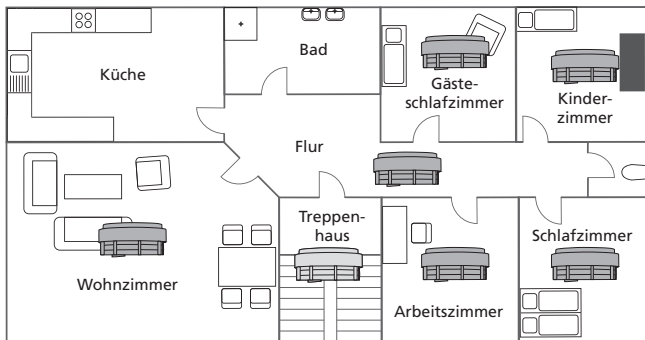 Küche
Bad
Gäste-
schlafzimmer
Kinder-
zimmer
Flur
Treppen-
haus
Schlafzimmer
Wohnzimmer
Arbeitszimmer